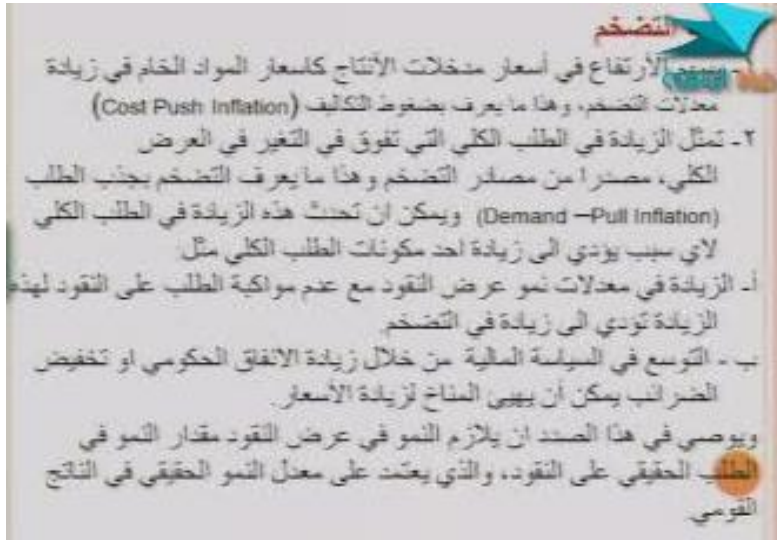 التضخم
الارتفاع في أسعار مدخلات الأنتاج كاسعار المواد الخام في زيادة
معدلات التضخم، وهذا ما يعرف بضغوط التكاليف (Cost Push Inflation)
٢- تمثل الزيادة في الطلب الكلي التي تفوق في التغير في العرض
الكلي، مصدرا من مصادر التضخم وهذا ما يعرف التضخم بجذب الطلب
(Demand –Pull Inflation) ويمكن ان تحدث هذه الزيادة في الطلب الكلي
لاي سبب يؤدي الى زيادة احد مكونات الطلب الكلي مثل:
أ- الزيادة في معدلات نمو عرض النقود مع عدم مواكبة الطلب على النقود لهذه
الزيادة تؤدي الى زيادة في التضخم.
ب - التوسع في السياسة المالية من خلال زيادة الانفاق الحكومي او تخفيض
الضرائب يمكن أن يهيئ المناخ لزيادة الأسعار.
ويوصي في هذا الصدد ان يلازم النمو في عرض النقود مقدار النمو في
الطلب الحقيقي على النقود، والذي يعتمد على معدل النمو الحقيقي في الناتج
القومي.